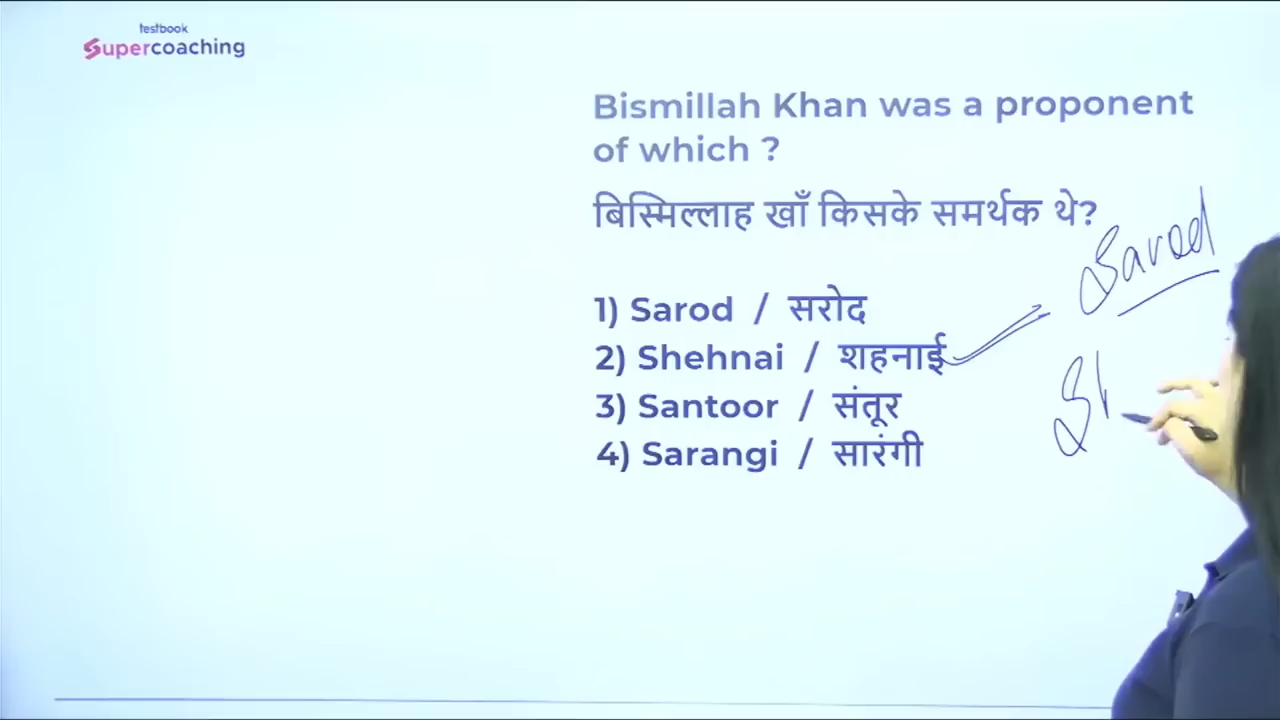 testbook
Supercoaching
Bismillah Khan was a proponent
of which ?
बिस्मिल्लाह खाँ किसके समर्थक थे?
Sarod
1) Sarod / सरोद
2) Shehnai / शहनाई
3) Santoor / संतूर
4) Sarangi / सारंगी
Sh